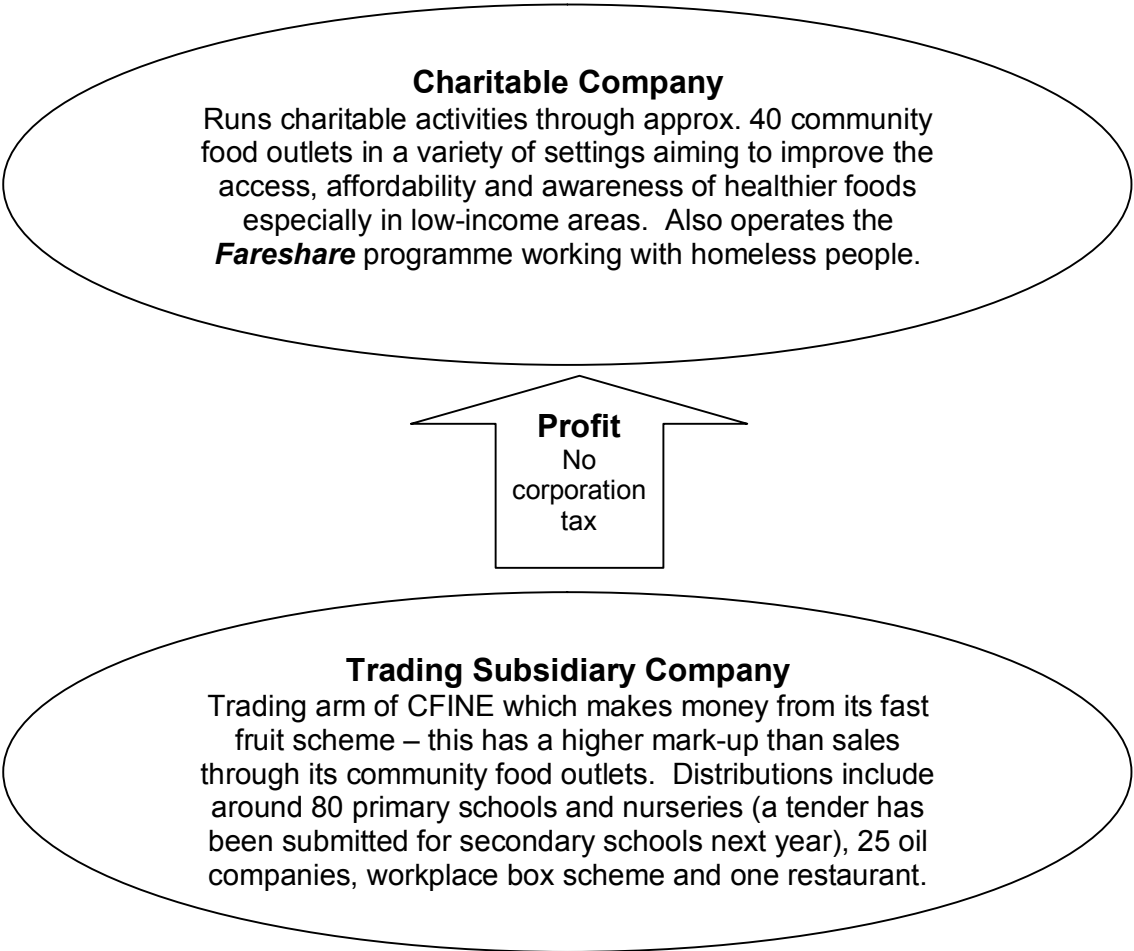 Charitable Company
Runs charitable activities through approx. 40 community
food outlets in a variety of settings aiming to improve the
access, affordability and awareness of healthier foods
especially in low-income areas.  Also operates the
Fareshare programme working with homeless people.
Profit
No
corporation
tax
Trading Subsidiary Company
Trading arm of CFINE which makes money from its fast
fruit scheme – this has a higher mark-up than sales
through its community food outlets.  Distributions include
around 80 primary schools and nurseries (a tender has
been submitted for secondary schools next year), 25 oil
companies, workplace box scheme and one restaurant.